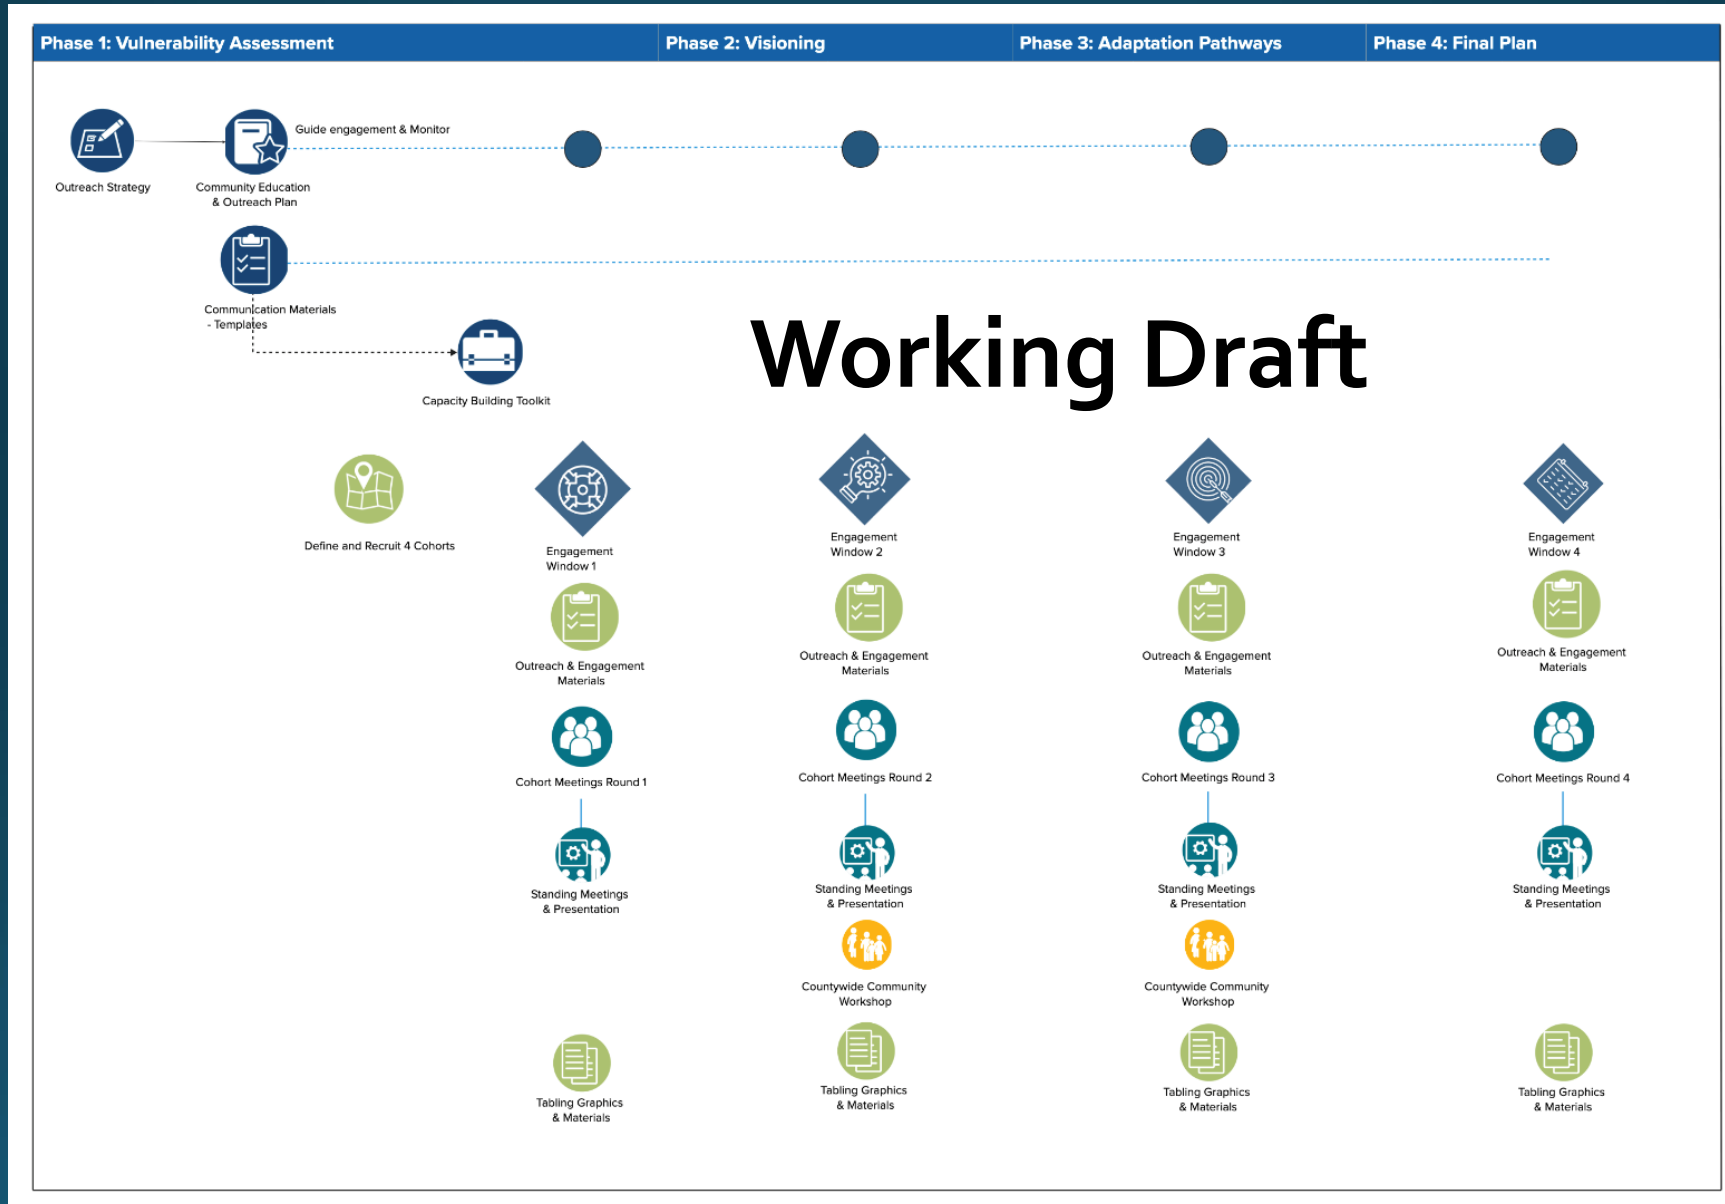 Phase 1: Vulnerability Assessment
Phase 2: Visioning
Phase 3: Adaptation Pathways
Phase 4: Final Plan
Guide engagement & Monitor
Outreach Strategy
Community Education
& Outreach Plan
Communication Materials
- Templates
Working Draft
Capacity Building Toolkit
Define and Recruit 4 Cohorts
Engagement
Window 1
Engagement
Window 2
Engagement
Window 3
Engagement
Window 4
Outreach & Engagement
Materials
Outreach & Engagement
Materials
Outreach & Engagement
Materials
Outreach & Engagement
Materials
Cohort Meetings Round 1
Cohort Meetings Round 2
Cohort Meetings Round 3
Cohort Meetings Round 4
Standing Meetings
& Presentation
Standing Meetings
& Presentation
Standing Meetings
& Presentation
Standing Meetings
& Presentation
Countywide Community
Workshop
Countywide Community
Workshop
Tabling Graphics
& Materials
Tabling Graphics
& Materials
Tabling Graphics
& Materials
Tabling Graphics
& Materials